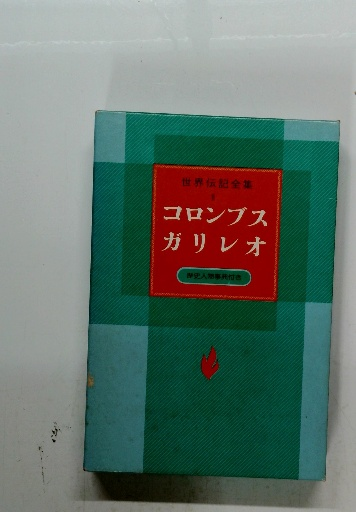 世界伝記全集
コロンブス
ガリレオ